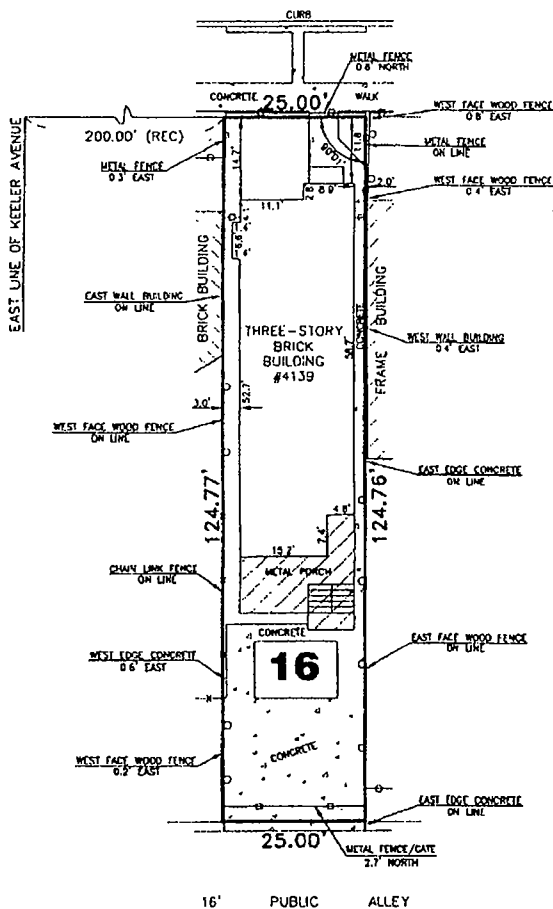 CURB
METAL FENCE
0.8' NORTH
CONCRETE
WALK
25.00'
WEST FACE WOOD FENCE
0.8' EAST
200.00' (REC)
METAL FENCE
ON LINE
METAL FENCE
0.3' EAST
14.7'
11.8
2.0'
WEST FACE WOOD FENCE
0.4' EAST
2.8
8.9'
11.1'
1.4'
EAST LINE OF KEELER AVENUE
BRICK BUILDING
EAST WALL BUILDING
ON LINE
THREE-STORY
BRICK
BUILDING
#4139
CONCRETE
FRAME BUILDING
WEST WALL BUILDING
0.4' EAST
3.0'
52.7'
WEST FACE WOOD FENCE
ON LINE
EAST EDGE CONCRETE
ON LINE
124.77'
124.76'
4.8'
7.4'
15.2'
METAL PORCH
CHAIN LINK FENCE
ON LINE
CONCRETE
EAST FACE WOOD FENCE
ON LINE
WEST EDGE CONCRETE
0.6' EAST
16
CONCRETE
WEST FACE WOOD FENCE
0.2' EAST
EAST EDGE CONCRETE
ON LINE
25.00'
METAL FENCE/GATE
2.7' NORTH
16' PUBLIC ALLEY